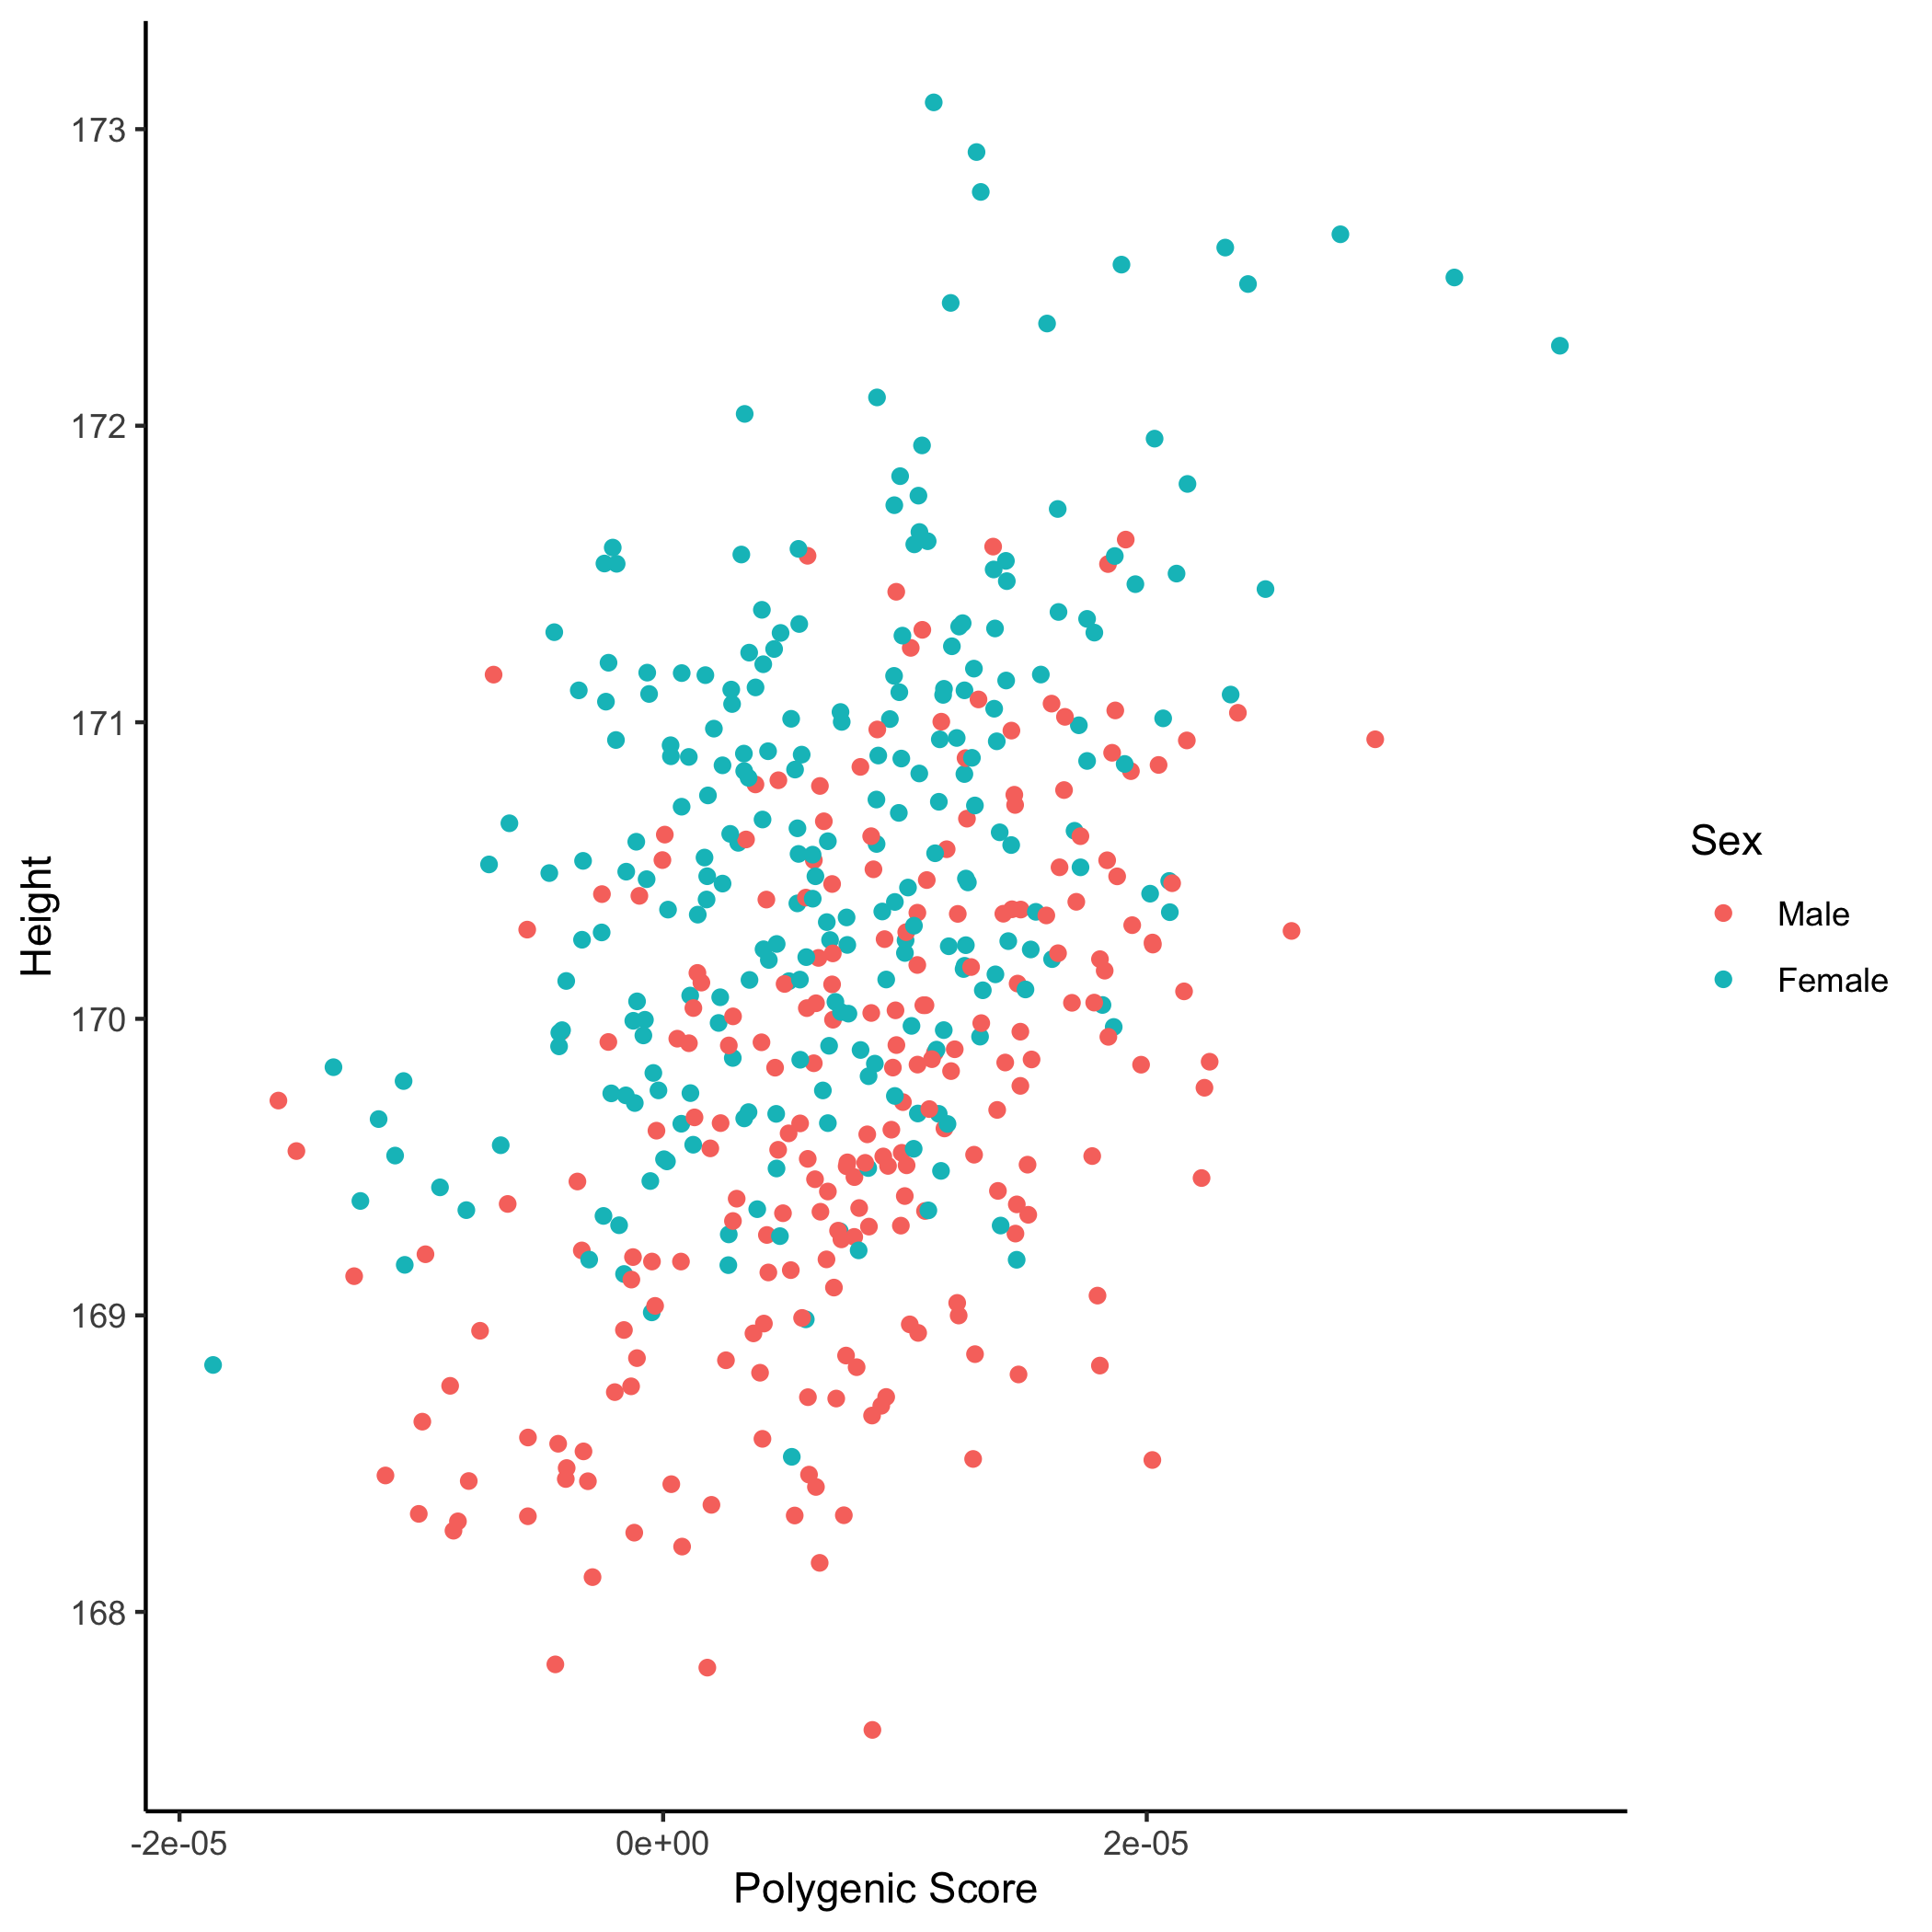 173
172
171
170
169
168
Height
-2e-05
0e+00
2e-05
Polygenic Score
Sex
Male
Female